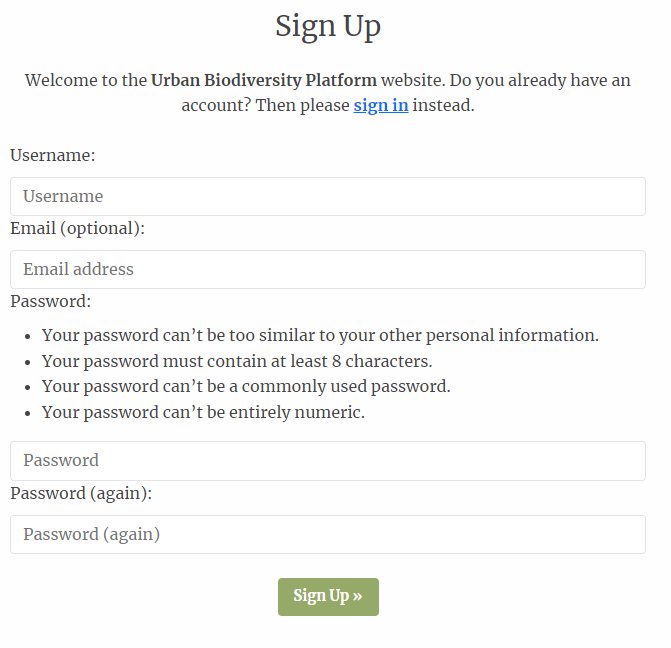 Sign Up
Welcome to the Urban Biodiversity Platform website. Do you already have an
account? Then please sign in instead.
Username:
Username
Email (optional):
Email address
Password:
• Your password can’t be too similar to your other personal information.
• Your password must contain at least 8 characters.
• Your password can’t be a commonly used password.
• Your password can’t be entirely numeric.
Password
Password (again):
Password (again)
Sign Up »